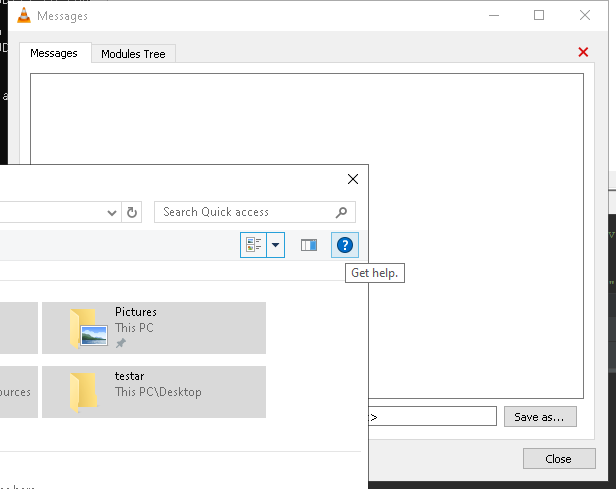 Messages
Messages
Modules Tree
Search Quick access
?
Get help.
Pictures
This PC
testar
This PC\Desktop
>
Save as...
Close